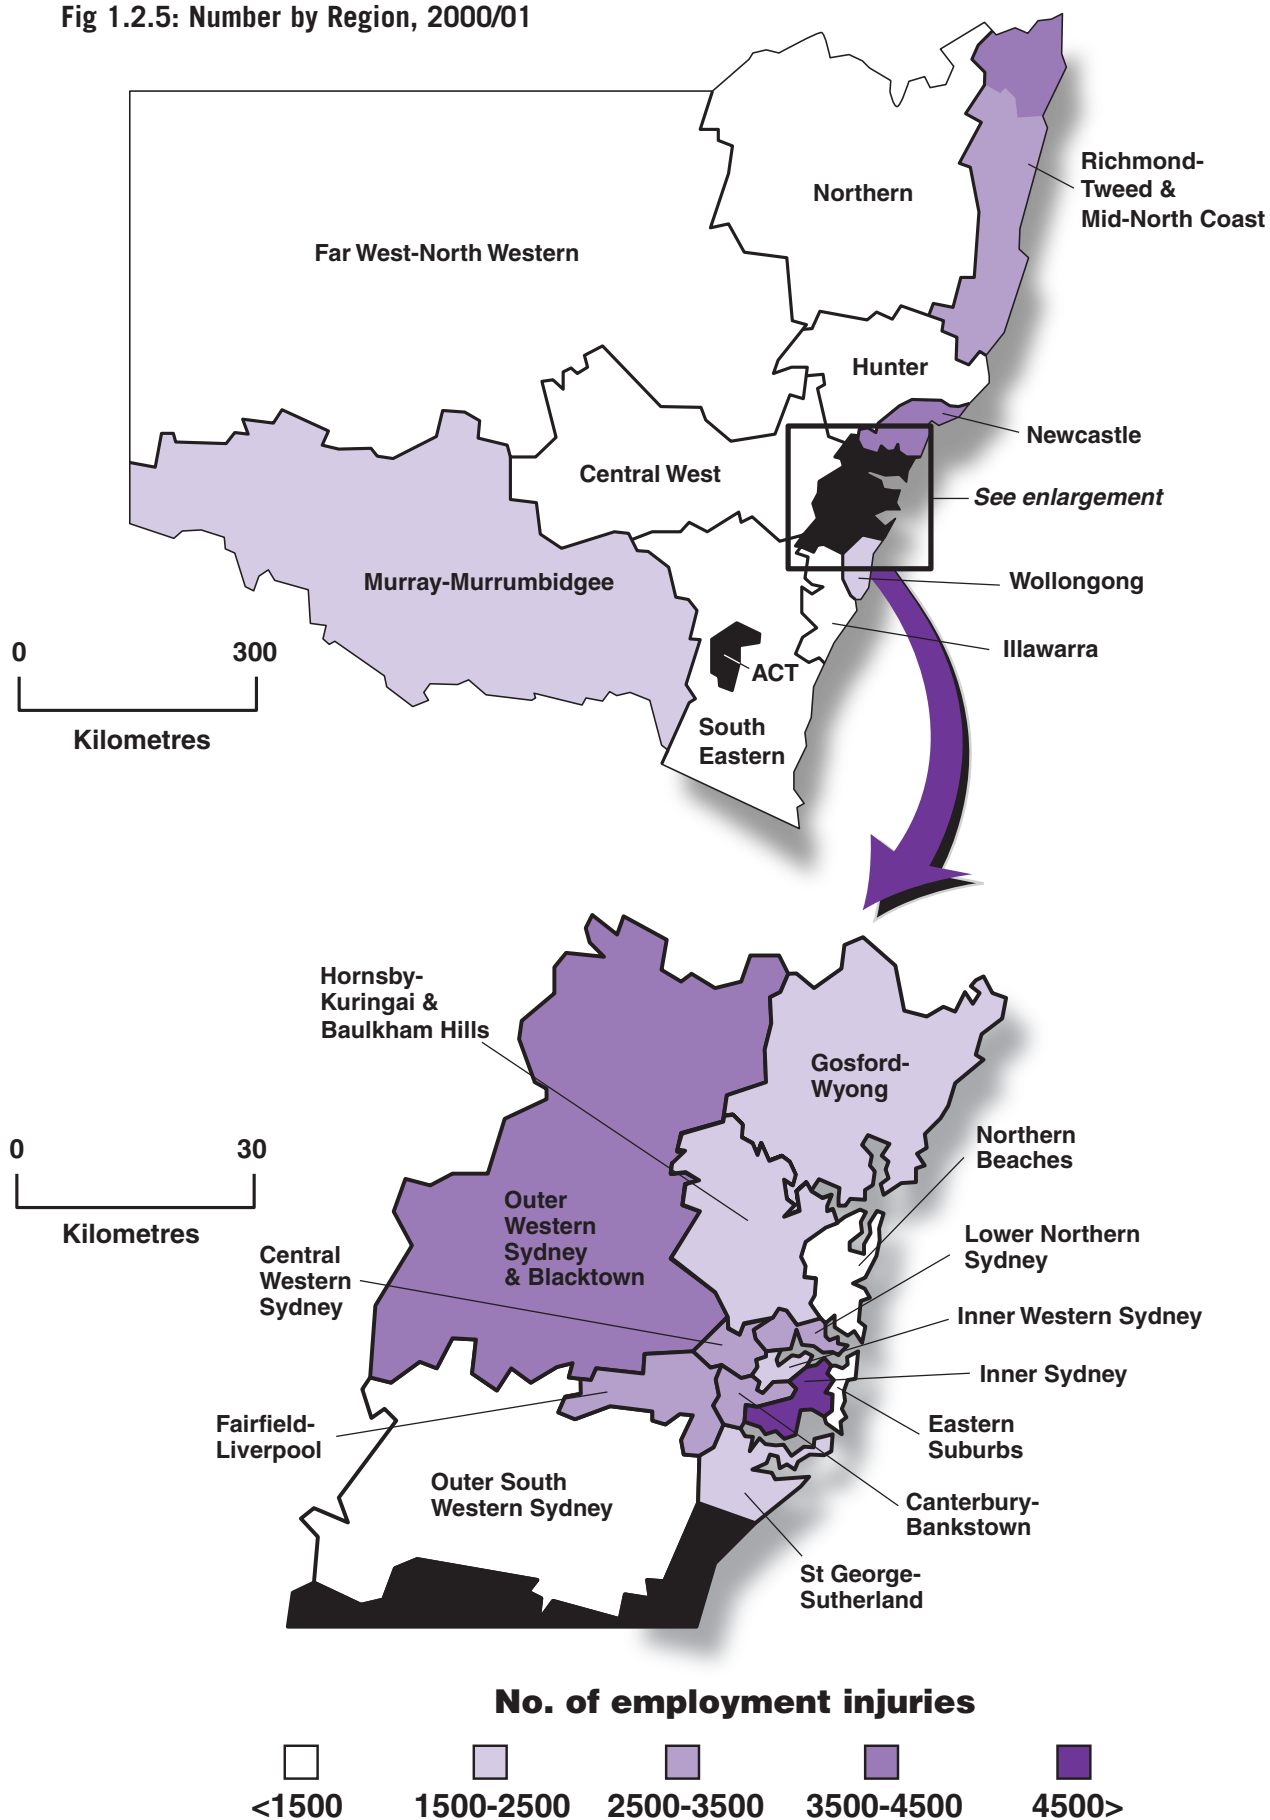 Fig 1.2.5: Number by Region, 2000/01
Richmond-
Tweed &
Mid-North Coast
Northern
Far West-North Western
Hunter
Newcastle
Central West
See enlargement
Murray-Murrumbidgee
Wollongong
Illawarra
0 300
Kilometres
ACT
South
Eastern
Hornsby-
Kuringai &
Baulkham Hills
Gosford-
Wyong
Northern
Beaches
0 30
Kilometres
Outer
Western
Sydney
& Blacktown
Central
Western
Sydney
Lower Northern
Sydney
Inner Western Sydney
Inner Sydney
Fairfield-
Liverpool
Eastern
Suburbs
Outer South
Western Sydney
Canterbury-
Bankstown
St George-
Sutherland
No. of employment injuries
<1500 1500-2500 2500-3500 3500-4500 4500>